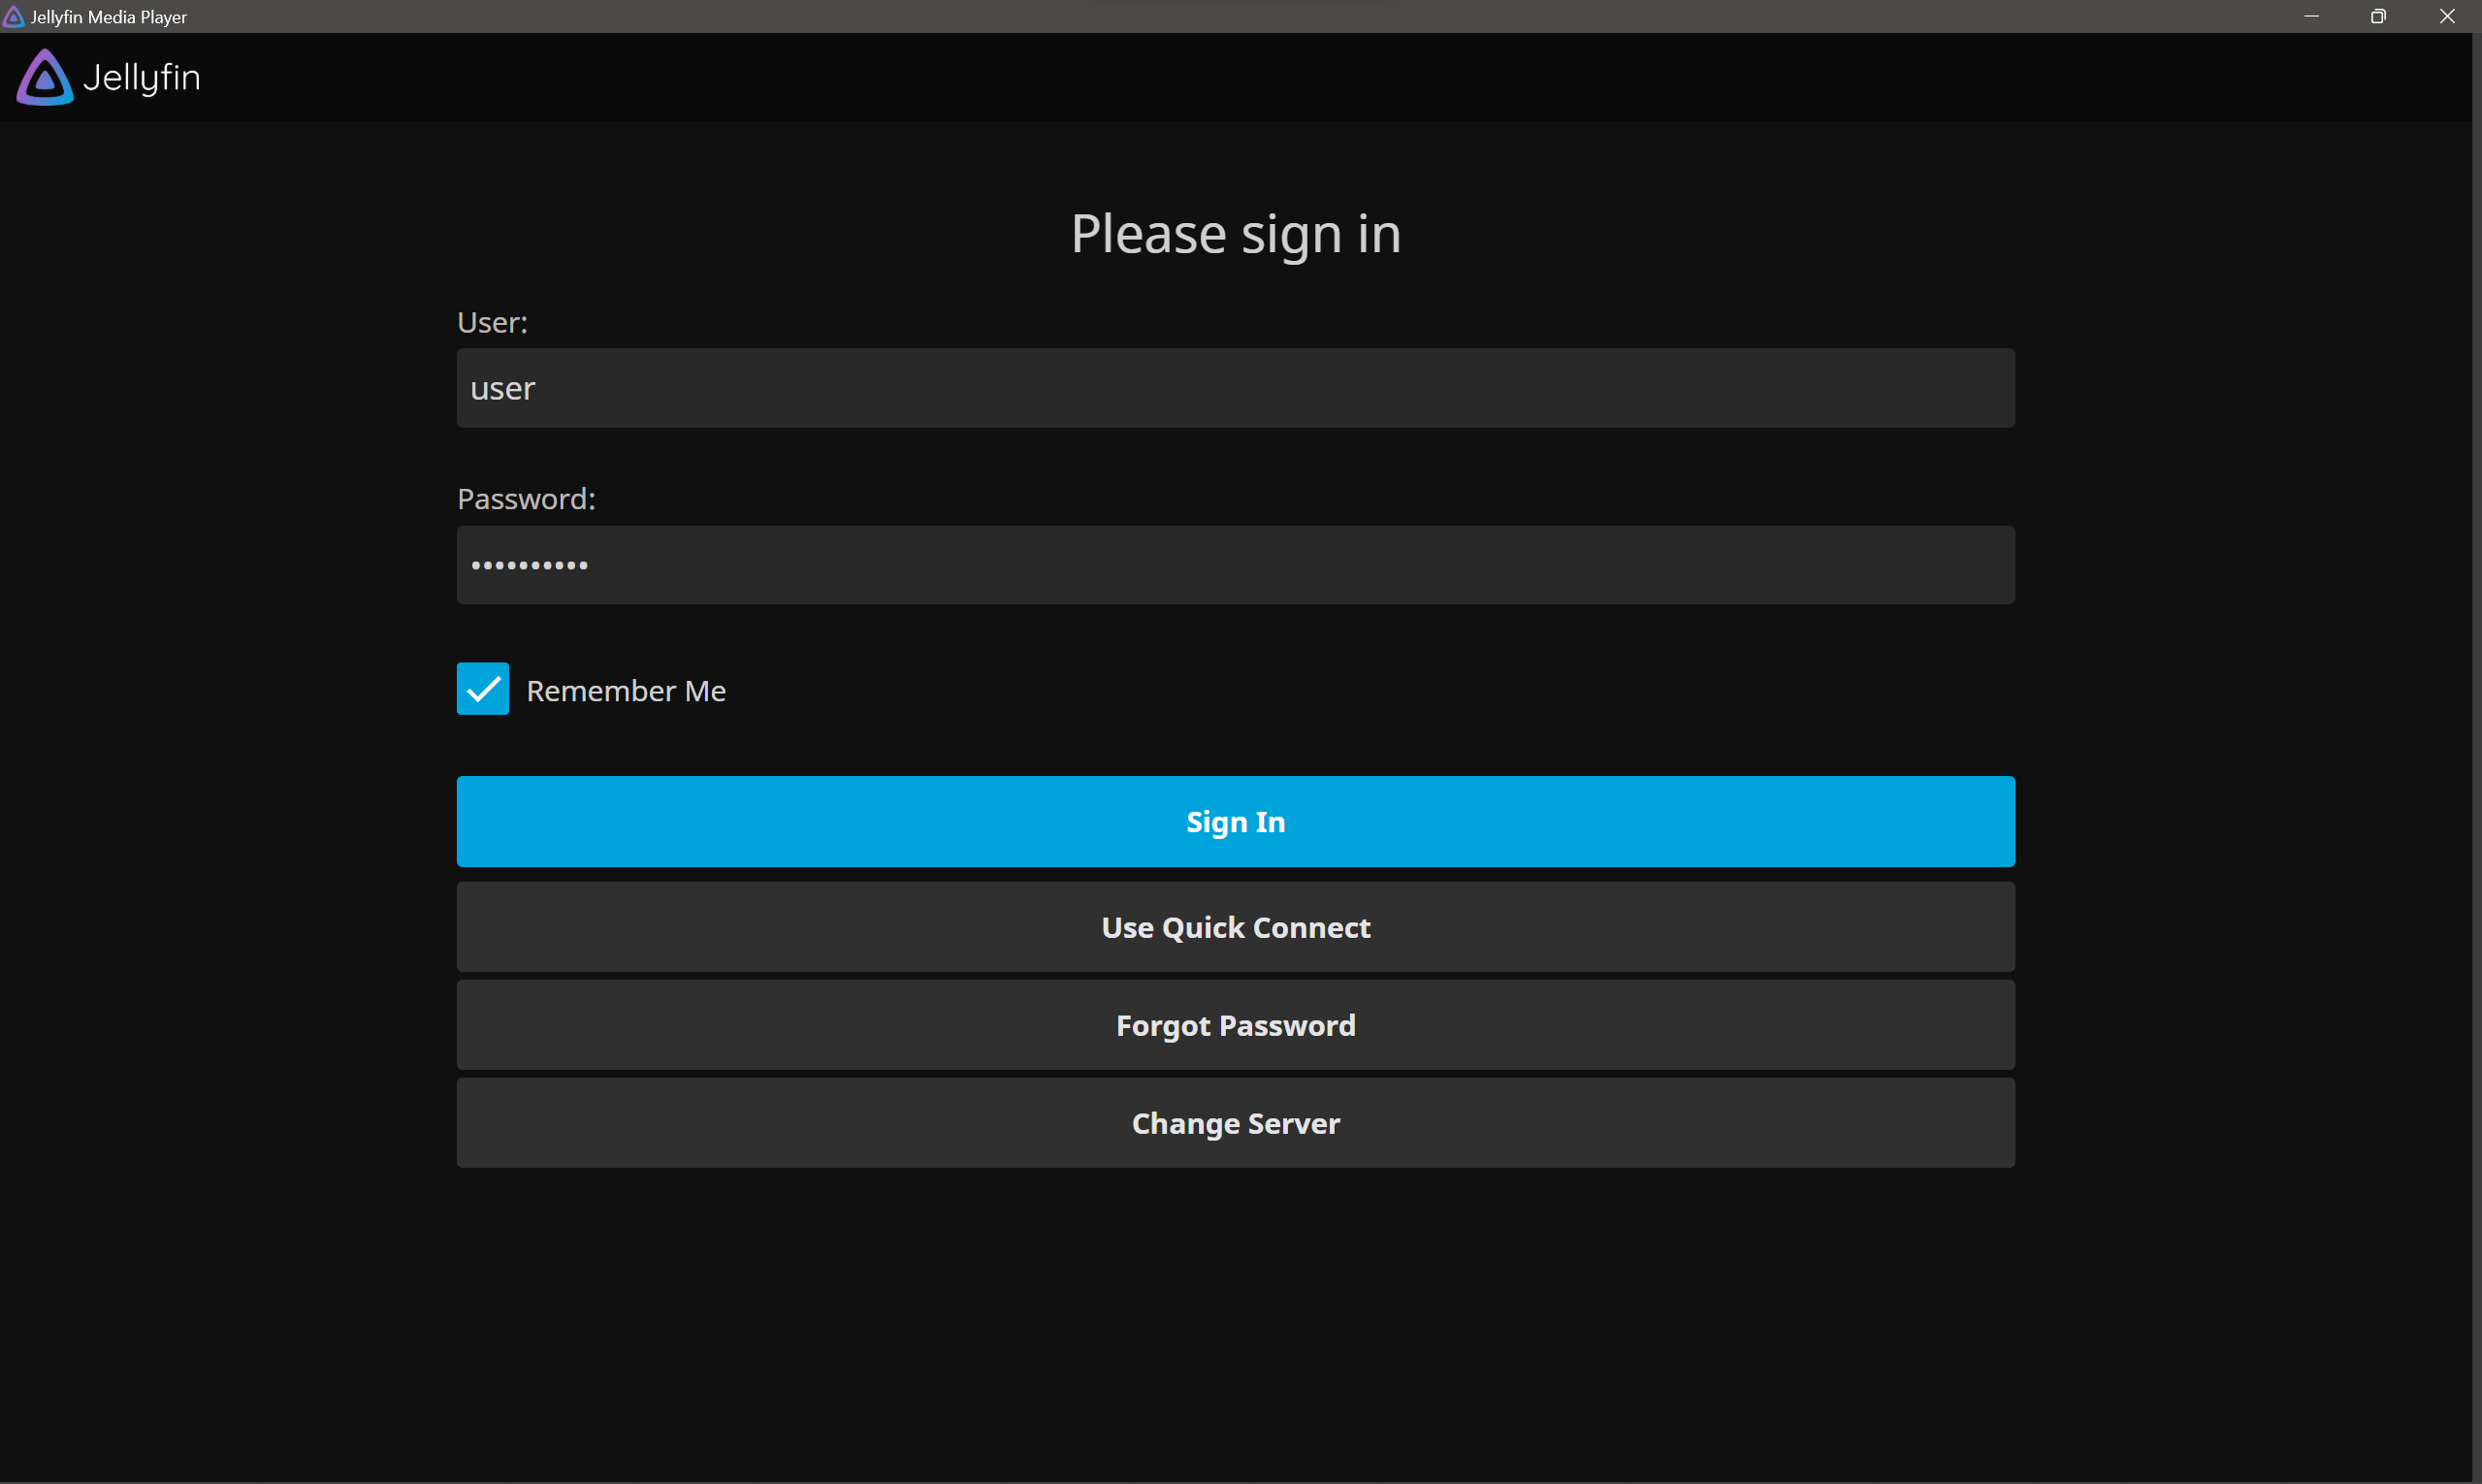 Jellyfin Media Player
Jellyfin
Please sign in
User:
user
Password:
••••••••••
Remember Me
Sign In
Use Quick Connect
Forgot Password
Change Server